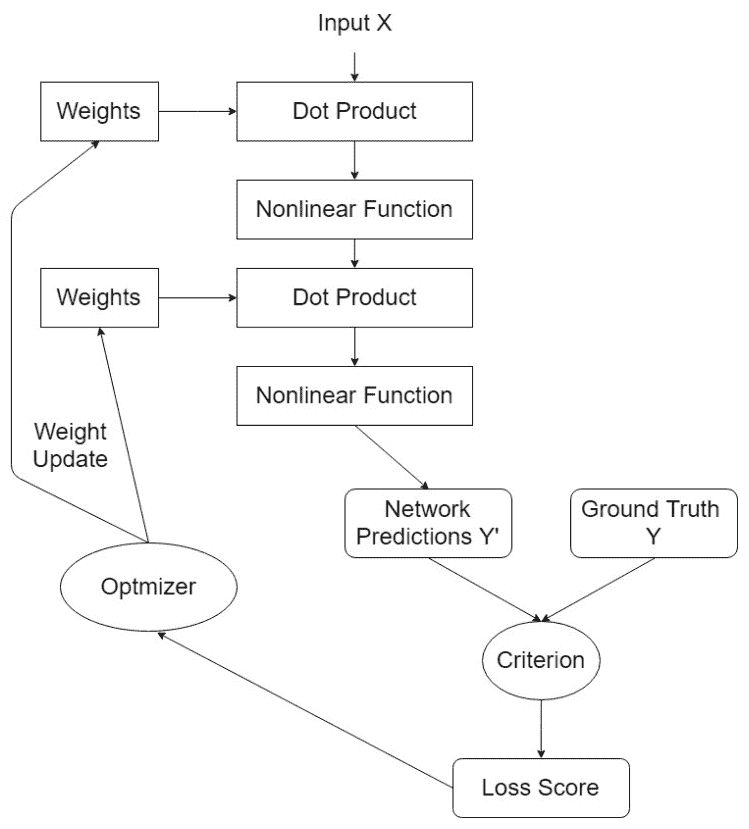 Input X
Weights
Dot Product
Nonlinear Function
Weights
Dot Product
Nonlinear Function
Weight
Update
Network
Predictions Y'
Ground Truth
Y
Optmizer
Criterion
Loss Score